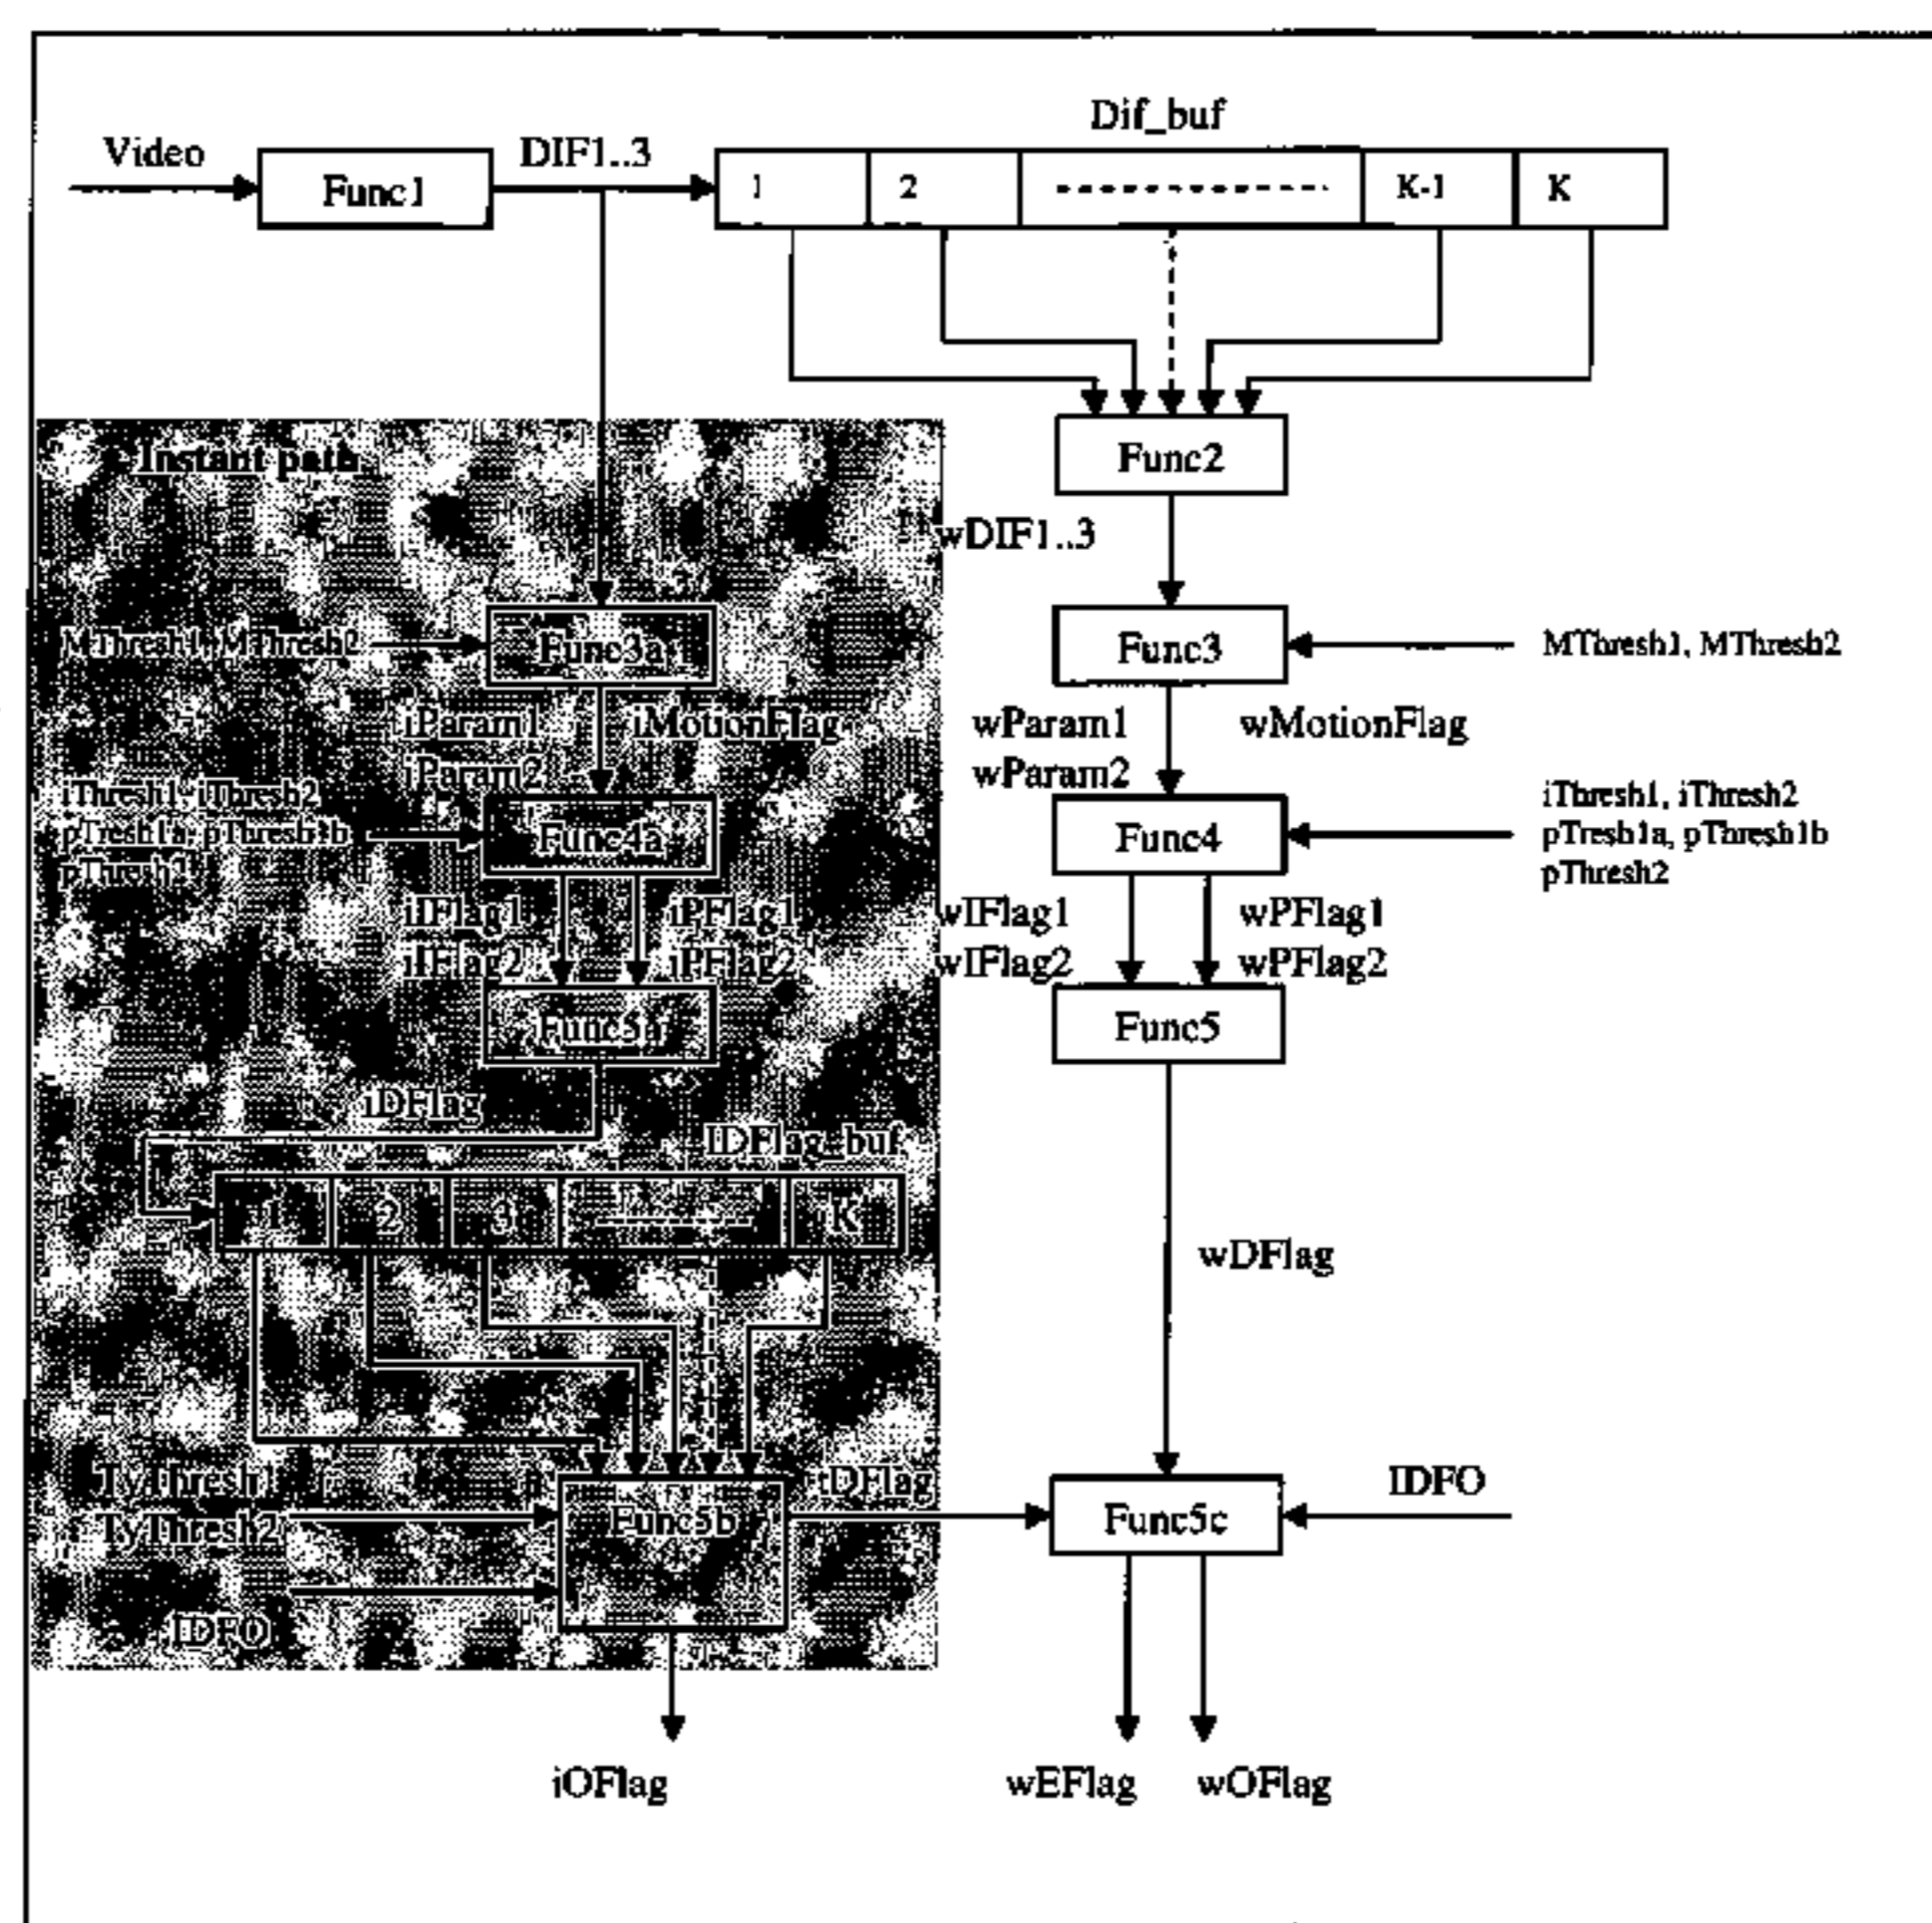 Dif_buf
Video
DIF1..3
Func1
1
2
K-1
K
Instant path
Func2
wDIF1..3
MThresh1, MThresh2
Func3a
Func3
MThresh1, MThresh2
iParam1
iMotionFlag
wParam1
wMotionFlag
iParam2
wParam2
iThresh1, iThresh2
pTresh1a, pThresh1b
pThresh2
Func4a
Func4
iThresh1, iThresh2
pTresh1a, pThresh1b
pThresh2
iIFlag1
iPFlag1
wIFlag1
wPFlag1
iIFlag2
iPFlag2
wIFlag2
wPFlag2
Func5a
Func5
iDFlag
IDFlag_buf
1
2
3
K
wDFlag
TyThresh1
TyThresh2
Func5b
tDFlag
Func5c
IDFO
IDFO
iOFlag
wEFlag
wOFlag